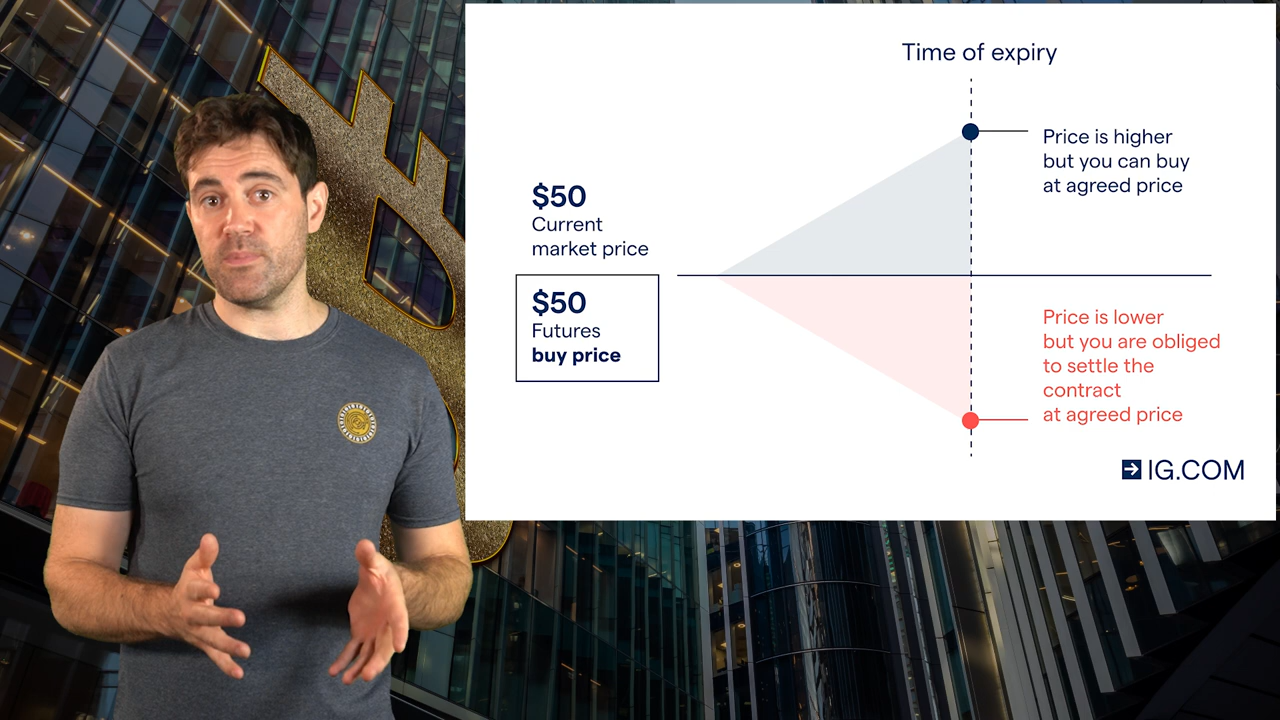 Time of expiry
Price is higher
but you can buy
at agreed price
$50
Current
market price
$50
Futures
buy price
Price is lower
but you are obliged
to settle the
contract
at agreed price
IG.COM